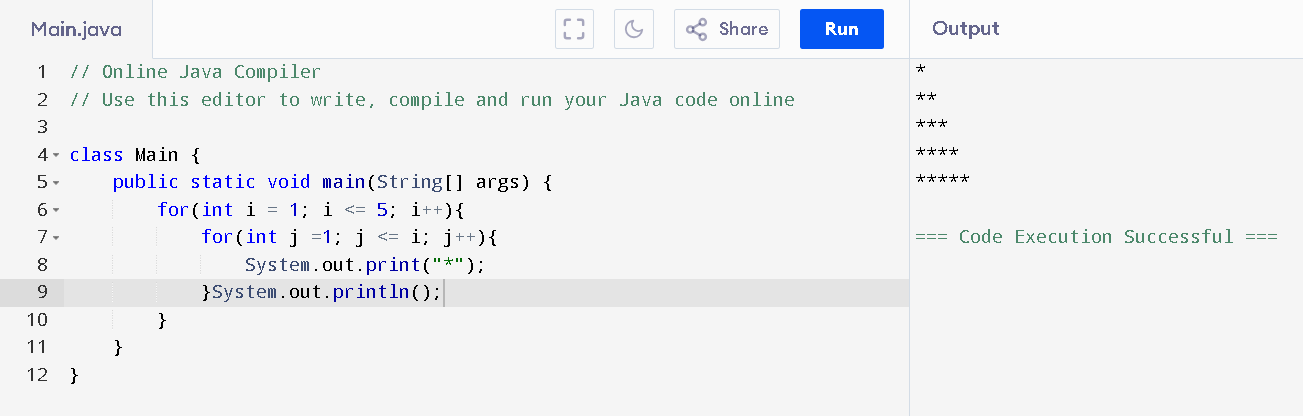 Main.java
Share
Run
Output
1 // Online Java Compiler
2 // Use this editor to write, compile and run your Java code online
3
4 class Main {
5     public static void main(String[] args) {
6         for(int i = 1; i <= 5; i++){
7             for(int j =1; j <= i; j++){
8                 System.out.print("*");
9             }System.out.println();
10         }
11     }
12 }
*
**
***
****
*****
=== Code Execution Successful ===